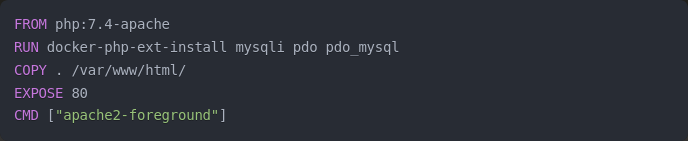 FROM php:7.4-apache
RUN docker-php-ext-install mysqli pdo pdo_mysql
COPY . /var/www/html/
EXPOSE 80
CMD ["apache2-foreground"]